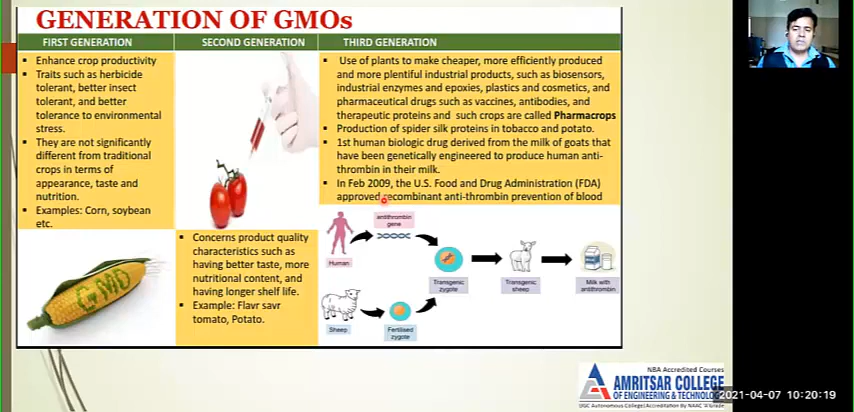 GENERATION OF GMOs
FIRST GENERATION
Enhance crop productivity
Traits such as herbicide
tolerant, better insect
tolerant, and better
tolerance to environmental
stress.
They are not significantly
different from traditional
crops in terms of
appearance, taste and
nutrition.
Examples: Corn, soybean
etc.
GMO
SECOND GENERATION
Concerns product quality
characteristics such as
having better taste, more
nutritional content, and
having longer shelf life.
Example: Flavr savr
tomato, Potato.
THIRD GENERATION
Use of plants to make cheaper, more efficiently produced
and more plentiful industrial products, such as biosensors,
industrial enzymes and epoxies, plastics and cosmetics, and
pharmaceutical drugs such as vaccines, antibodies, and
therapeutic proteins and such crops are called Pharmacrops
Production of spider silk proteins in tobacco and potato.
1st human biologic drug derived from the milk of goats that
have been genetically engineered to produce human anti-
thrombin in their milk.
In Feb 2009, the U.S. Food and Drug Administration (FDA)
approved recombinant anti-thrombin prevention of blood
antithrombin
gene
Human
Transgenic
zygote
Transgenic
sheep
Milk with
antithrombin
Sheep
Fertilised
zygote
NBA Accredited Courses
AMRITSAR COLLEGE
OF ENGINEERING & TECHNOLO
UGC Autonomous College|Accreditation by NAAC 'A'Grade
2021-04-07 10:20:19